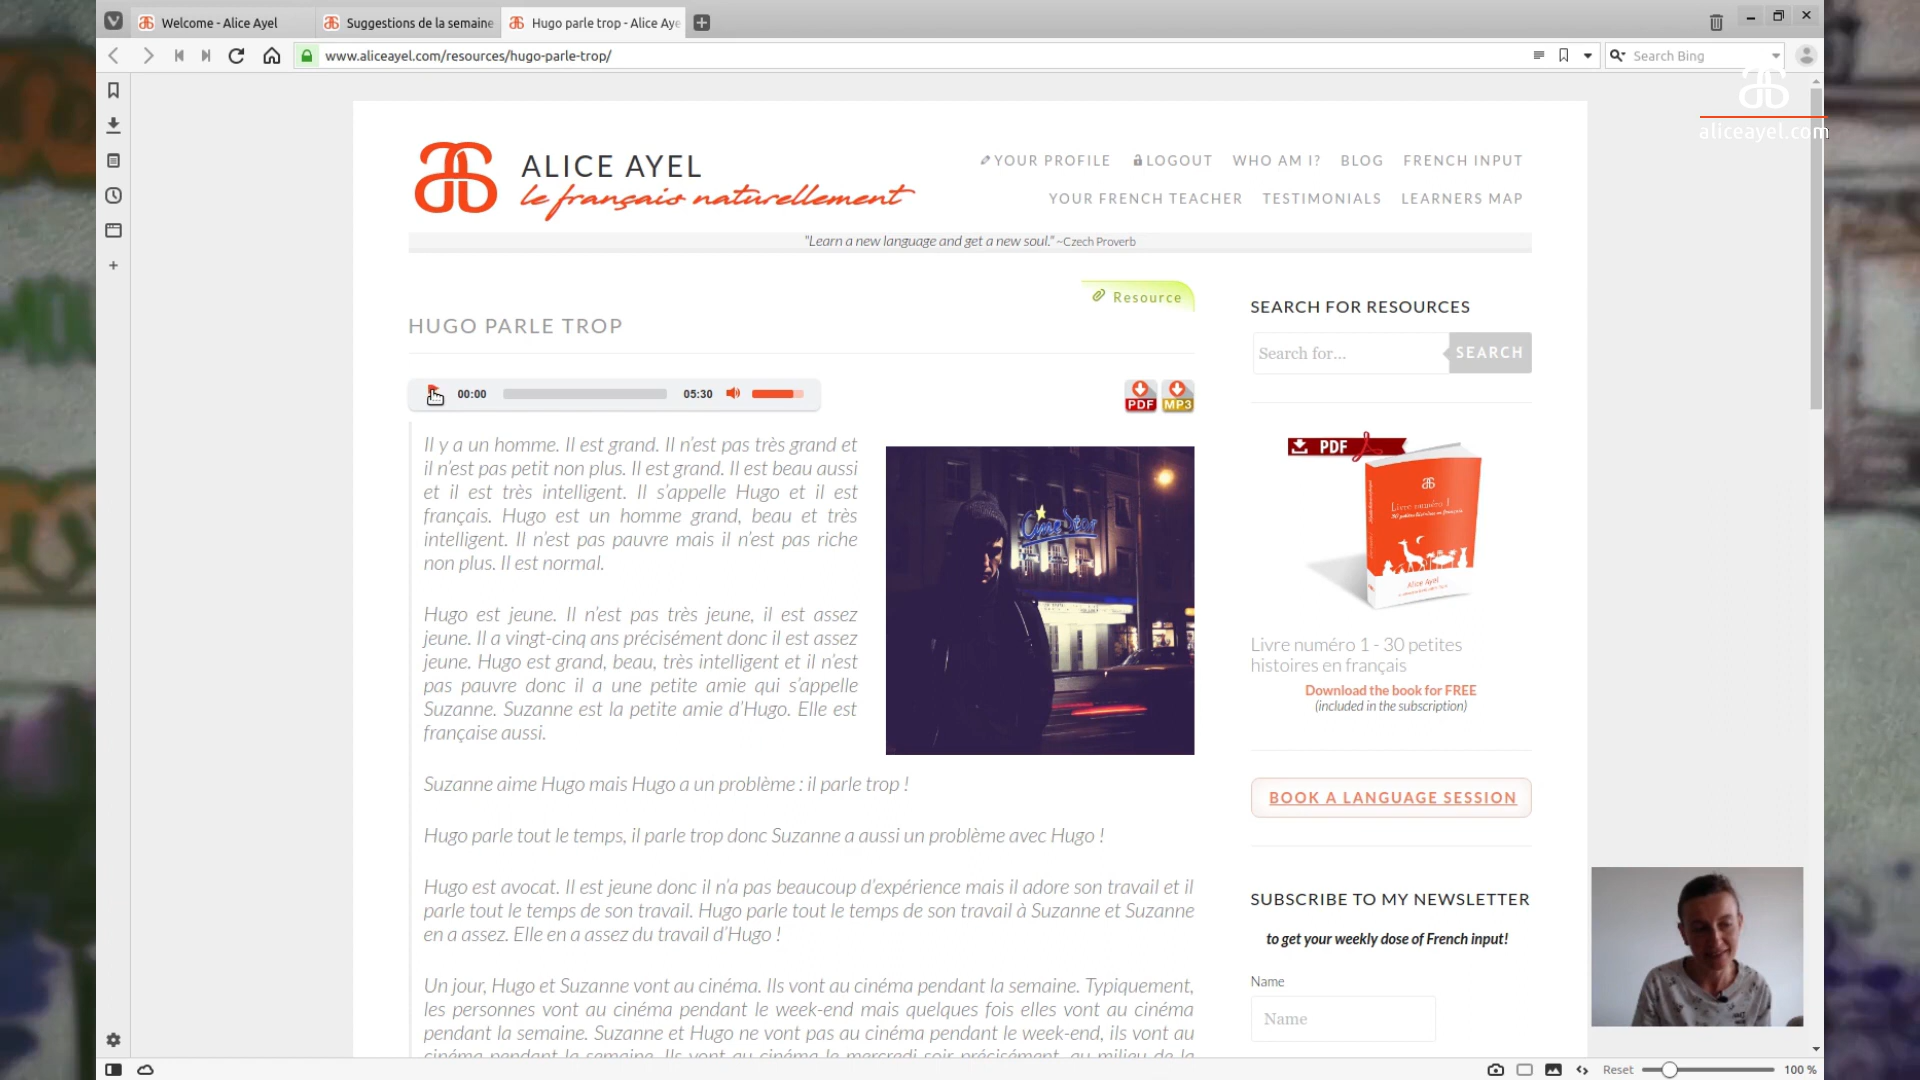 Welcome - Alice Ayel
Suggestions de la semaine
Hugo parle trop - Alice Aye
www.aliceayel.com/resources/hugo-parle-trop/
Search Bing
aliceayel.com
ALICE AYEL
le français naturellement
YOUR PROFILE LOGOUT WHO AM I? BLOG FRENCH INPUT
YOUR FRENCH TEACHER TESTIMONIALS LEARNERS MAP
"Learn a new language and get a new soul." ~Czech Proverb
Resource
HUGO PARLE TROP
00:00 05:30
PDF MP3
Il y a un homme. Il est grand. Il n'est pas très grand et
il n'est pas petit non plus. Il est grand. Il est beau aussi
et il est très intelligent. Il s'appelle Hugo et il est
français. Hugo est un homme grand, beau et très
intelligent. Il n'est pas pauvre mais il n'est pas riche
non plus. Il est normal.
Hugo est jeune. Il n'est pas très jeune, il est assez
jeune. Il a vingt-cinq ans précisément donc il est assez
jeune. Hugo est grand, beau, très intelligent et il n'est
pas pauvre donc il a une petite amie qui s'appelle
Suzanne. Suzanne est la petite amie d'Hugo. Elle est
française aussi.
Suzanne aime Hugo mais Hugo a un problème : il parle trop !
Hugo parle tout le temps, il parle trop donc Suzanne a aussi un problème avec Hugo !
Hugo est avocat. Il est jeune donc il n'a pas beaucoup d'expérience mais il adore son travail et il
parle tout le temps de son travail. Hugo parle tout le temps de son travail à Suzanne et Suzanne
en a assez. Elle en a assez du travail d'Hugo !
Un jour, Hugo et Suzanne vont au cinéma. Ils vont au cinéma pendant la semaine. Typiquement,
les personnes vont au cinéma pendant le week-end mais quelques fois elles vont au cinéma
pendant la semaine. Suzanne et Hugo ne vont pas au cinéma pendant le week-end, ils vont au
cinéma pendant la semaine. Ils vont au cinéma le mercredi soir précisément, au milieu de la
SEARCH FOR RESOURCES
Search for...
SEARCH
PDF
Livre numéro 1
30 petites histoires en français
Alice Ayel
Livre numéro 1 - 30 petites
histoires en français
Download the book for FREE
(included in the subscription)
BOOK A LANGUAGE SESSION
SUBSCRIBE TO MY NEWSLETTER
to get your weekly dose of French input!
Name
Name
Reset
100 %